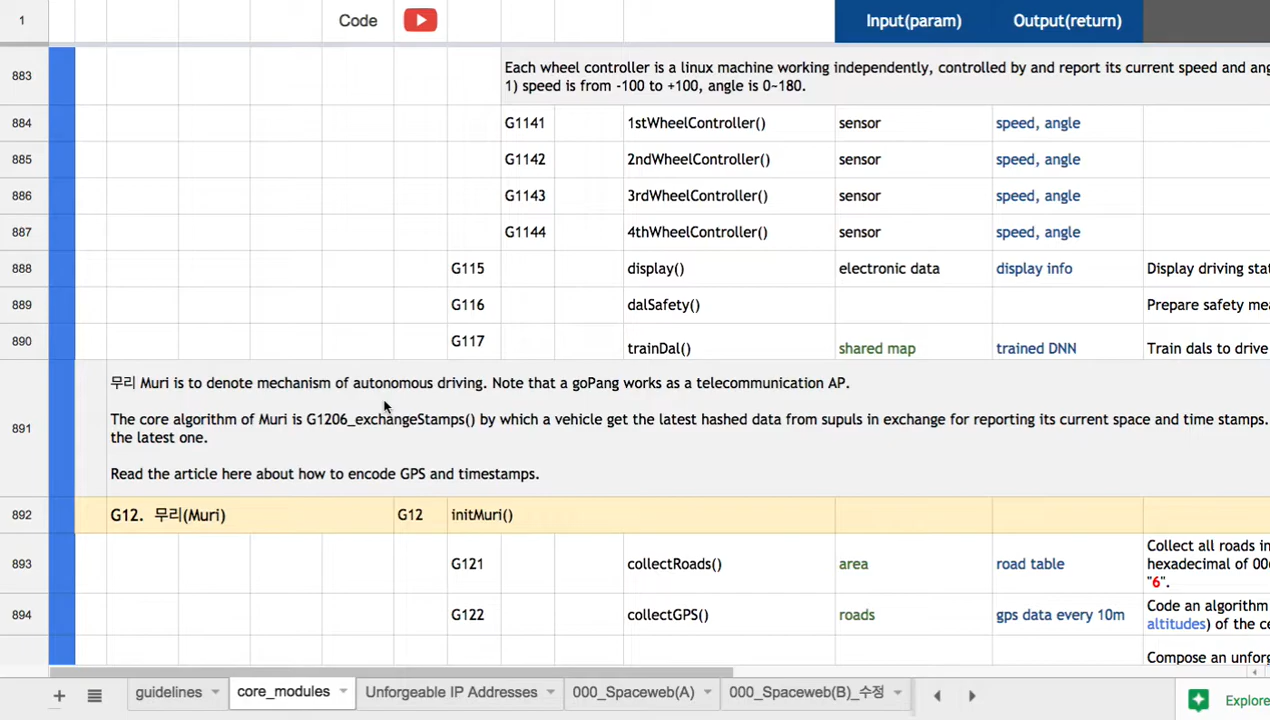 1 Code Input(param) Output(return)
883 Each wheel controller is a linux machine working independently, controlled by and report its current speed and
1) speed is from -100 to +100, angle is 0~180.
884 G1141 1stWheelController() sensor speed, angle
885 G1142 2ndWheelController() sensor speed, angle
886 G1143 3rdWheelController() sensor speed, angle
887 G1144 4thWheelController() sensor speed, angle
888 G115 display() electronic data display info Display driving
889 G116 dalSafety() Prepare safety
890 G117 trainDal() shared map trained DNN Train dals to drive
무리 Muri is to denote mechanism of autonomous driving. Note that a goPang works as a telecommunication AP.
891 The core algorithm of Muri is G1206_exchangeStamps() by which a vehicle get the latest hashed data from supuls in exchange for reporting its current space and time stamps.
the latest one.
Read the article here about how to encode GPS and timestamps.
892 G12. 무리(Muri) G12 initMuri()
Collect all roads in
893 G121 collectRoads() area road table hexadecimal of
"6".
894 G122 collectGPS() roads gps data every 10m Code an algorithm
altitudes) of the
Compose an
guidelines core_modules Unforgeable IP Addresses 000_Spaceweb(A) 000_Spaceweb(B)_수정 Explore